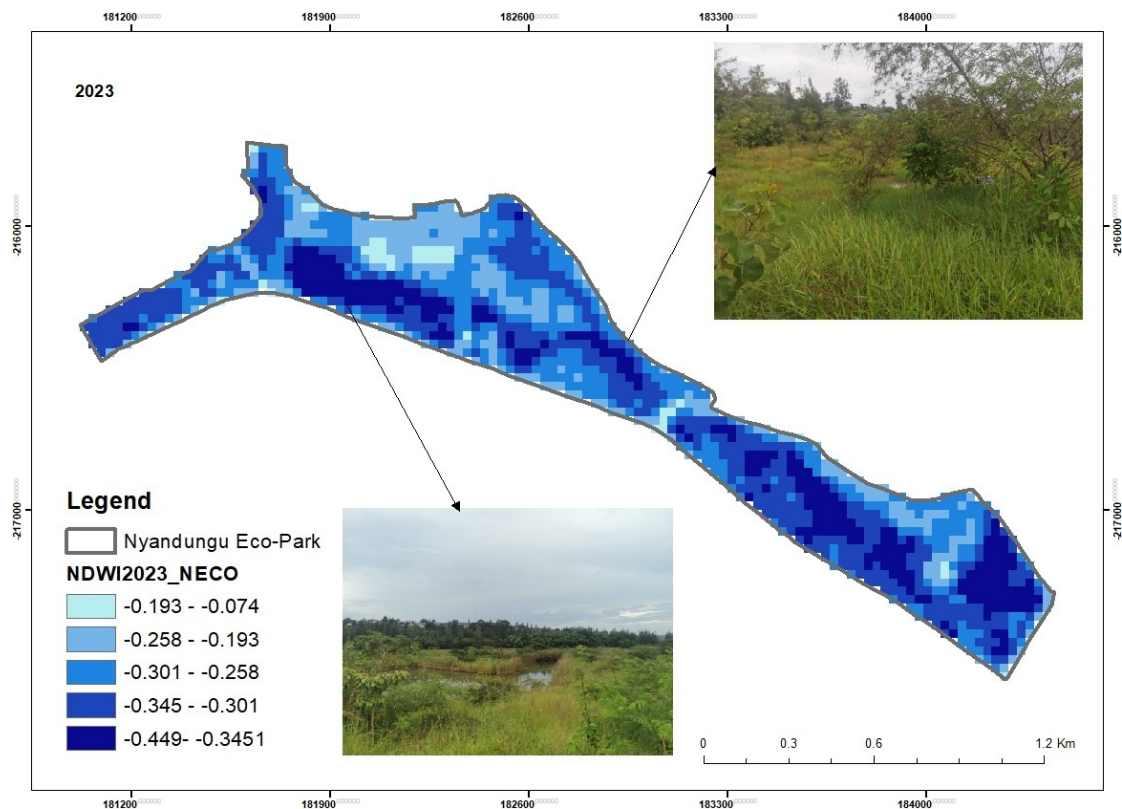 181200 181900 182600 183300 184000
2023
-216000 -216000
-217000 -217000
Legend
Nyandungu Eco-Park
NDWI2023_NECO
-0.193 - -0.074
-0.258 - -0.193
-0.301 - -0.258
-0.345 - -0.301
-0.449- -0.3451
0 0.3 0.6 1.2 Km
181200 181900 182600 183300 184000